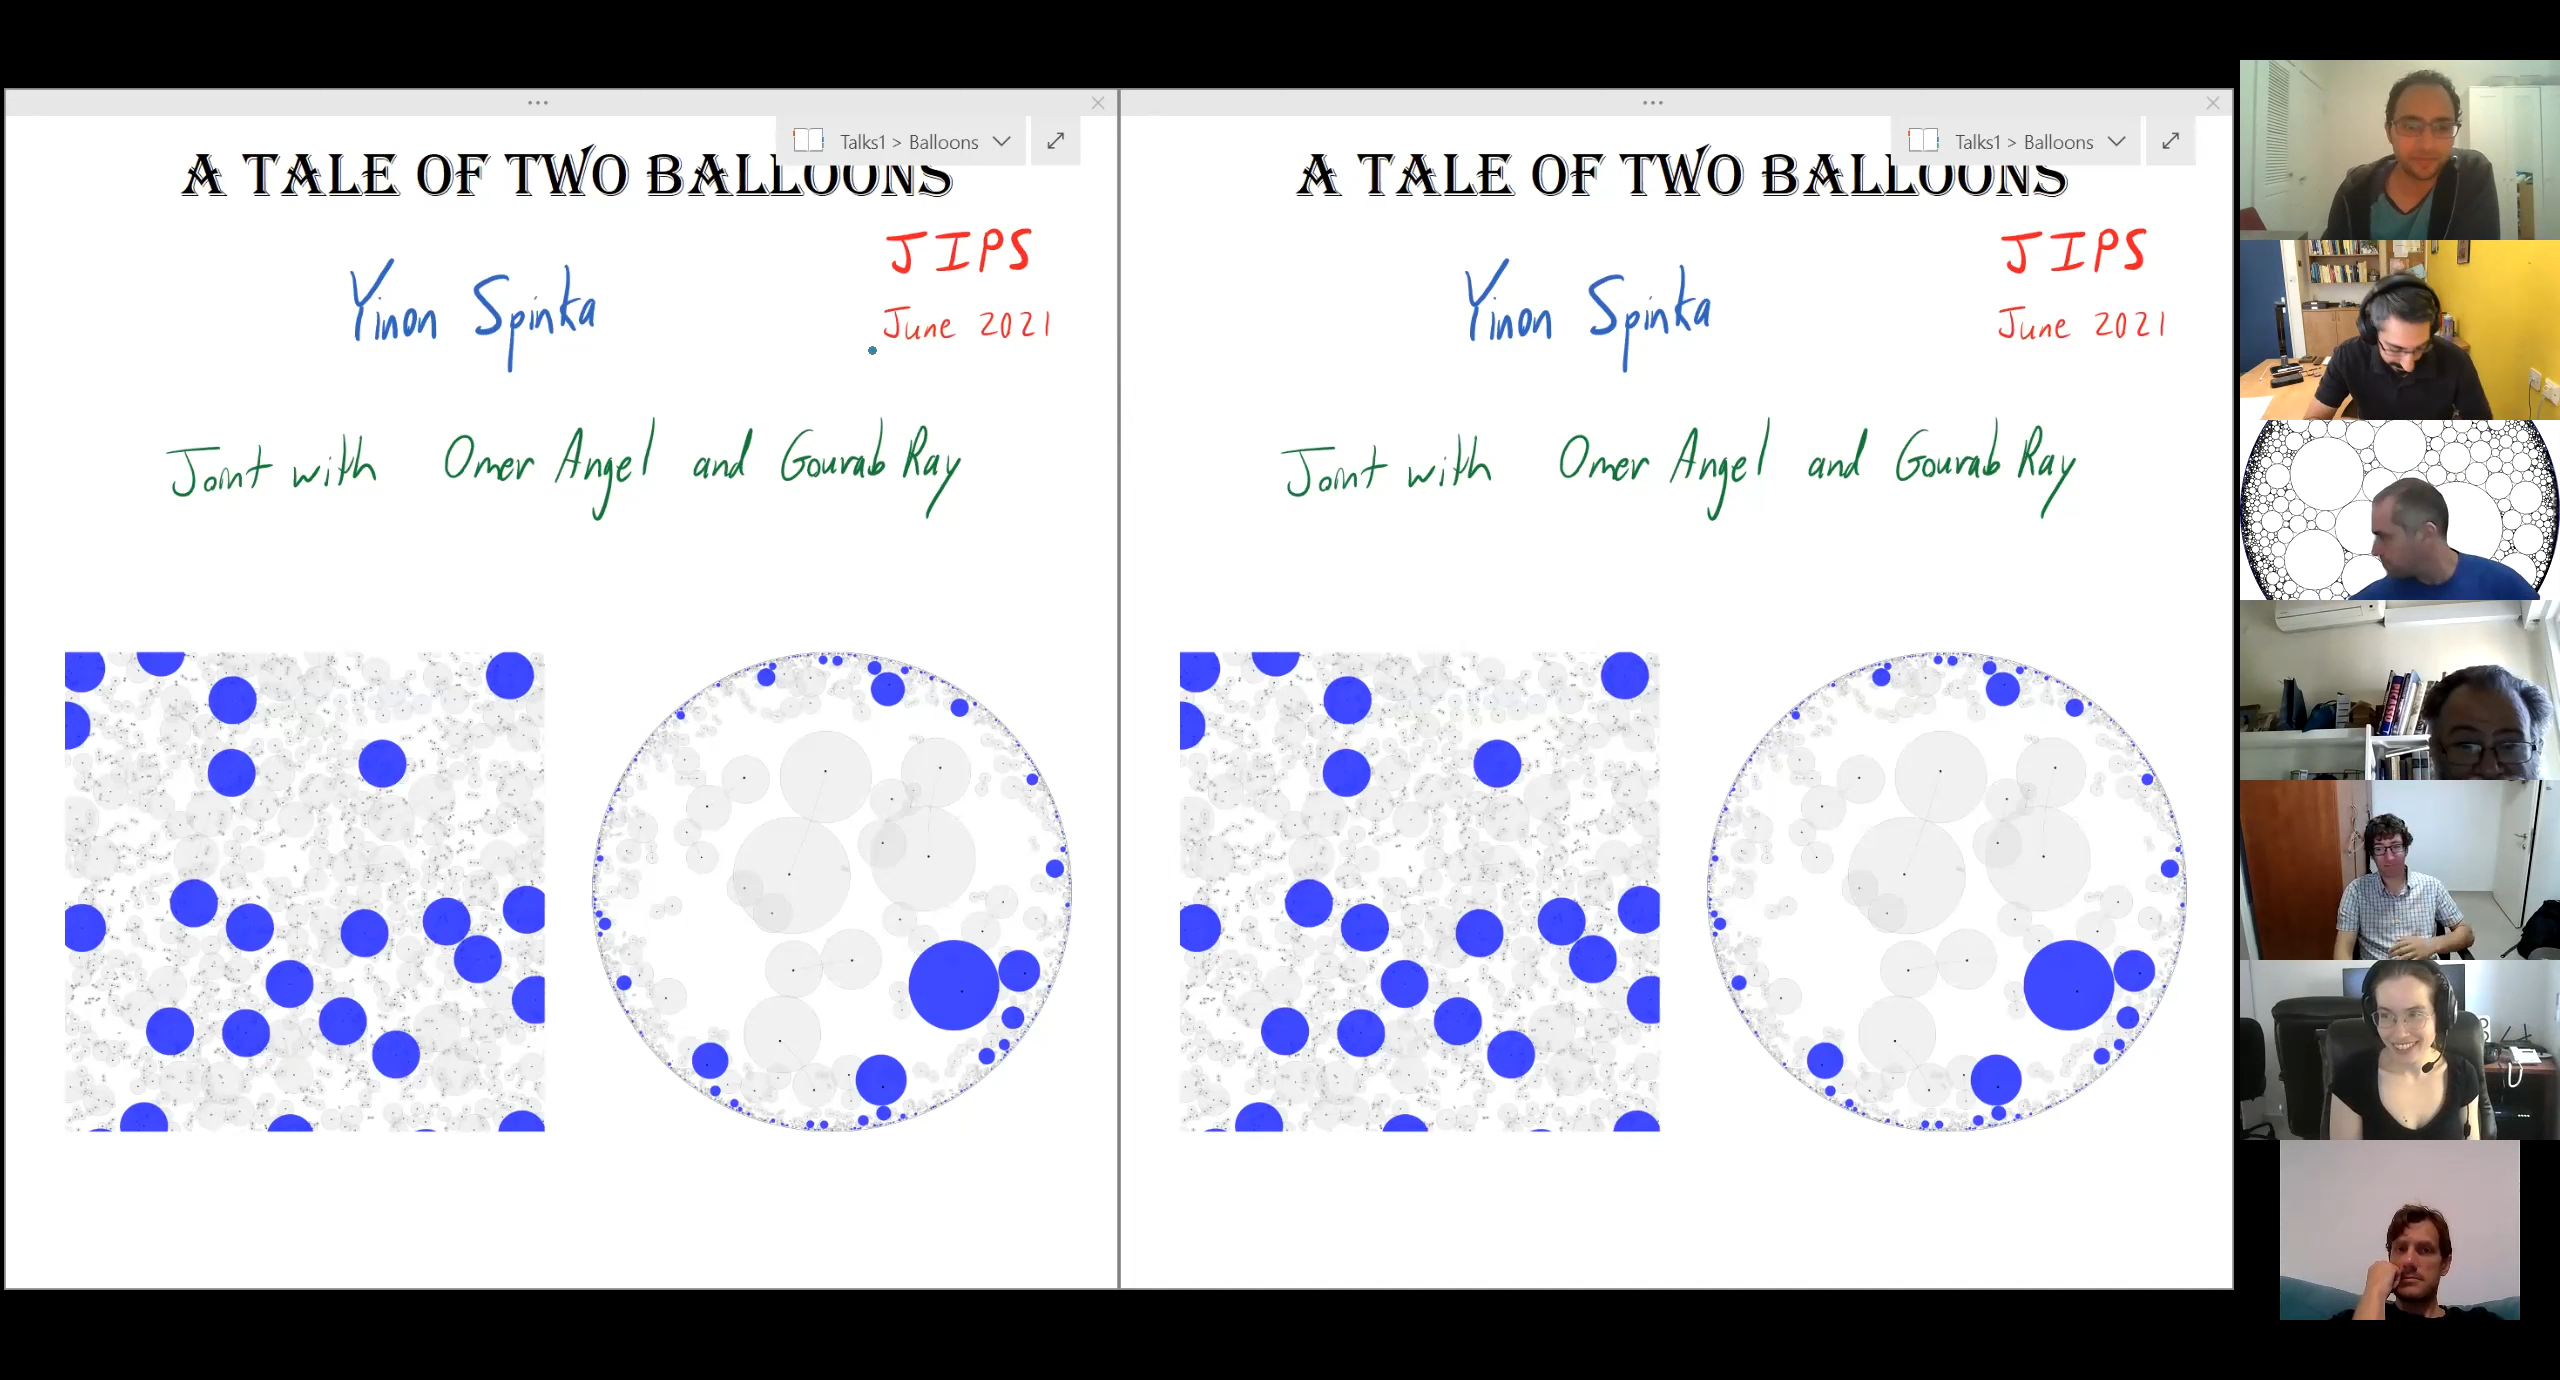 Talks1 > Balloons
A TALE OF TWO BALLOONS
JIPS
Yinon Spinka
June 2021
Joint with Omer Angel and Gourab Ray
Talks1 > Balloons
A TALE OF TWO BALLOONS
JIPS
Yinon Spinka
June 2021
Joint with Omer Angel and Gourab Ray